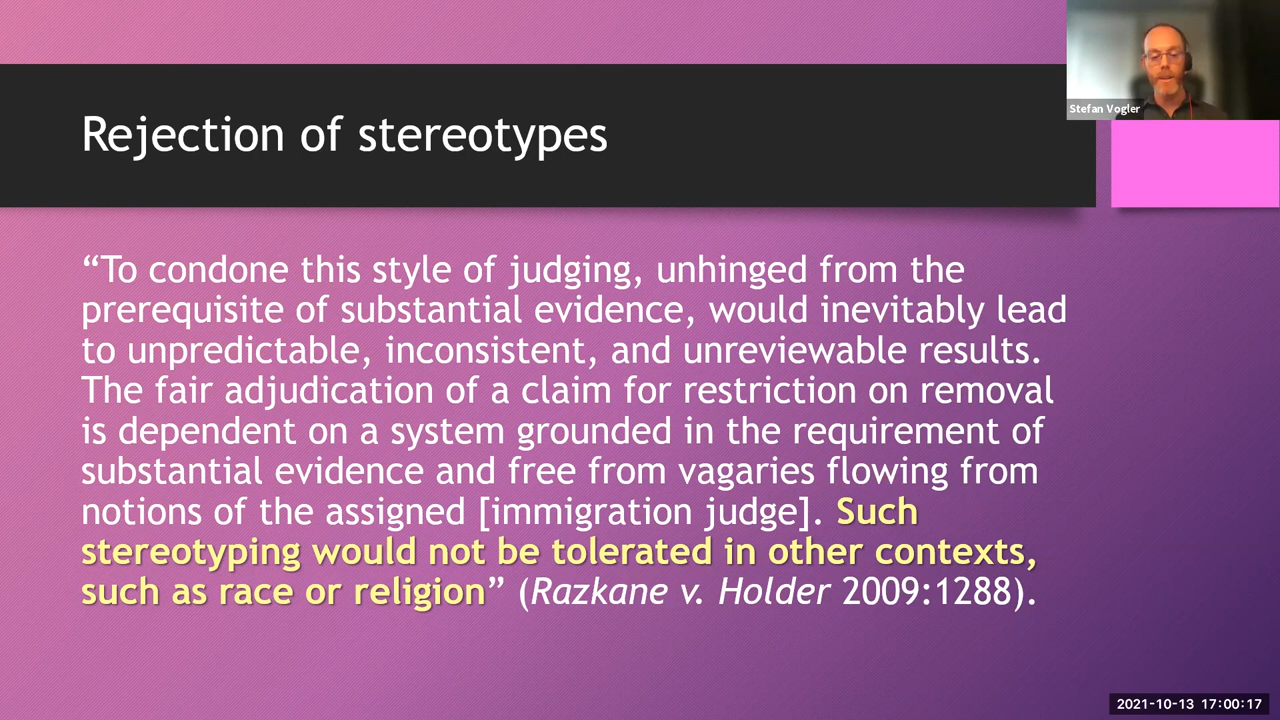 Stefan Vogler
Rejection of stereotypes
“To condone this style of judging, unhinged from the
prerequisite of substantial evidence, would inevitably lead
to unpredictable, inconsistent, and unreviewable results.
The fair adjudication of a claim for restriction on removal
is dependent on a system grounded in the requirement of
substantial evidence and free from vagaries flowing from
notions of the assigned [immigration judge]. Such
stereotyping would not be tolerated in other contexts,
such as race or religion” (Razkane v. Holder 2009:1288).
2021-10-13 17:00:17